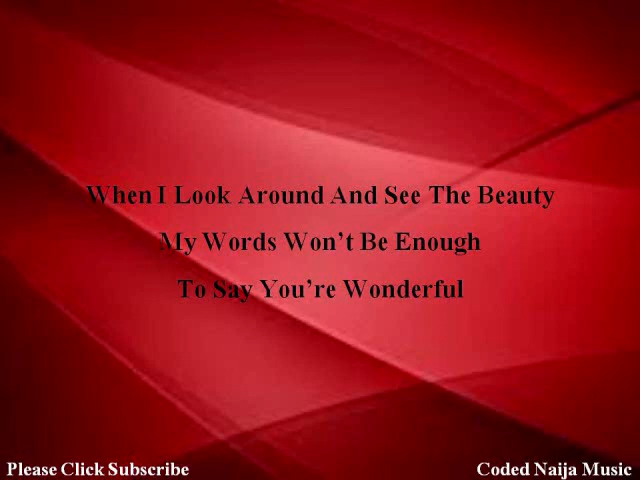 When I Look Around And See The Beauty
My Words Won’t Be Enough
To Say You’re Wonderful
Please Click Subscribe
Coded Naija Music